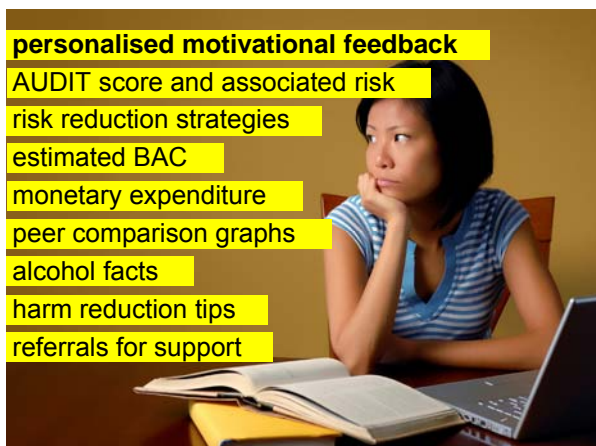 personalised motivational feedback
AUDIT score and associated risk
risk reduction strategies
estimated BAC
monetary expenditure
peer comparison graphs
alcohol facts
harm reduction tips
referrals for support